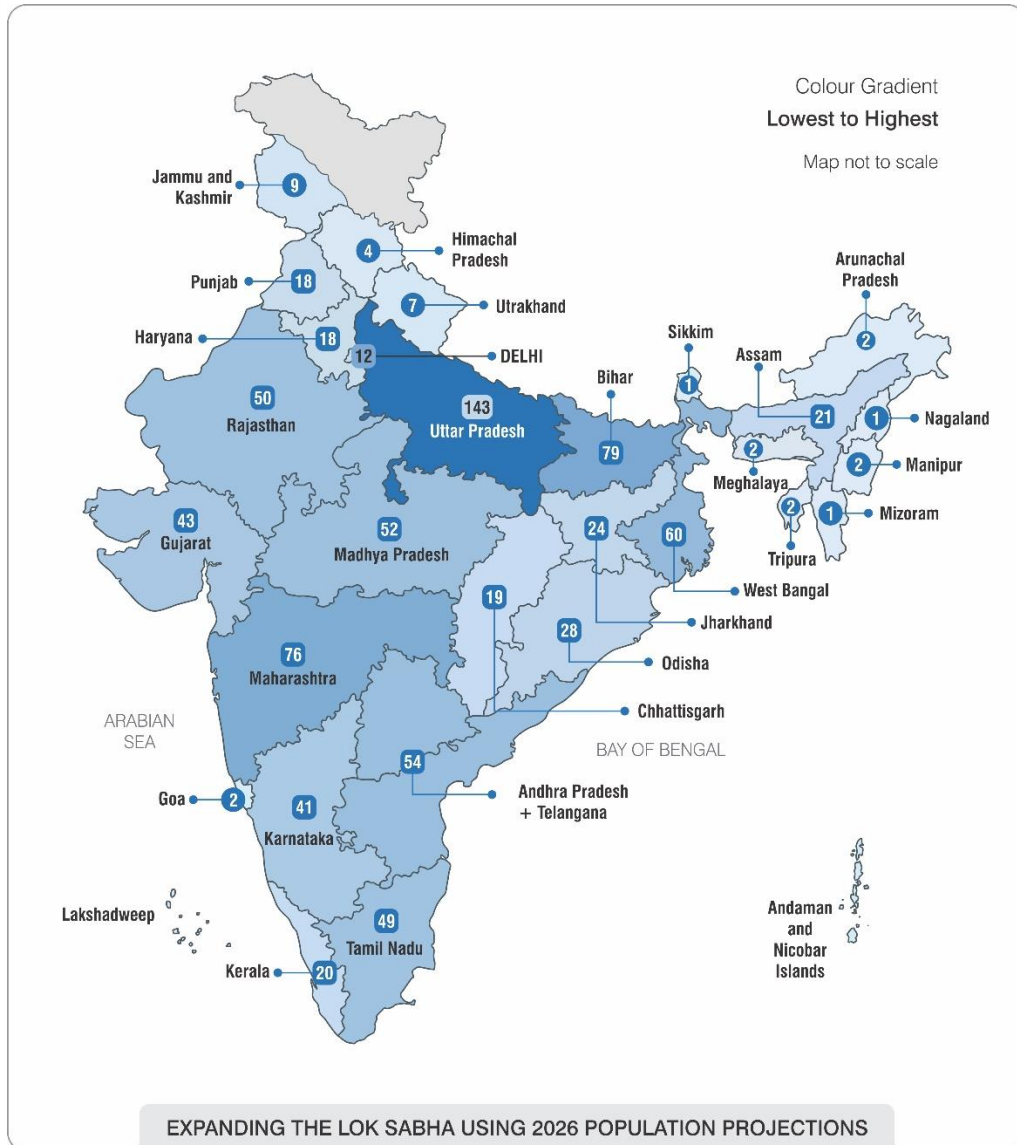 Colour Gradient
Lowest to Highest
Map not to scale
Jammu and
Kashmir
9
4
Himachal
Pradesh
Punjab
18
7
Utrakhand
Haryana
18
12
DELHI
Arunachal
Pradesh
2
Sikkim
1
Assam
21
Bihar
79
1
Nagaland
2
Meghalaya
2
Manipur
2
Tripura
1
Mizoram
50
Rajasthan
143
Uttar Pradesh
43
Gujarat
52
Madhya Pradesh
24
60
West Bangal
Jharkhand
19
28
Odisha
Chhattisgarh
76
Maharashtra
ARABIAN
SEA
BAY OF BENGAL
54
Andhra Pradesh
+ Telangana
Goa
2
41
Karnataka
Lakshadweep
49
Tamil Nadu
Kerala
20
Andaman
and
Nicobar
Islands
EXPANDING THE LOK SABHA USING 2026 POPULATION PROJECTIONS